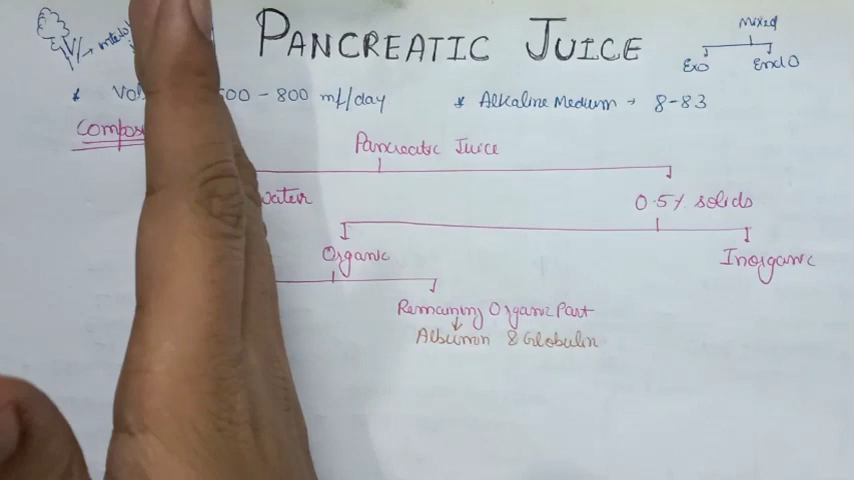 PANCREATIC JUICE
mixed
Exo Endo
* 00 - 800 ml/day * Alkaline Medium → 8-83
Compos
Pancreatic Juice
water 0.5% solids
Organic Inorganic
Remaining Organic Part
Albumin & Globulin